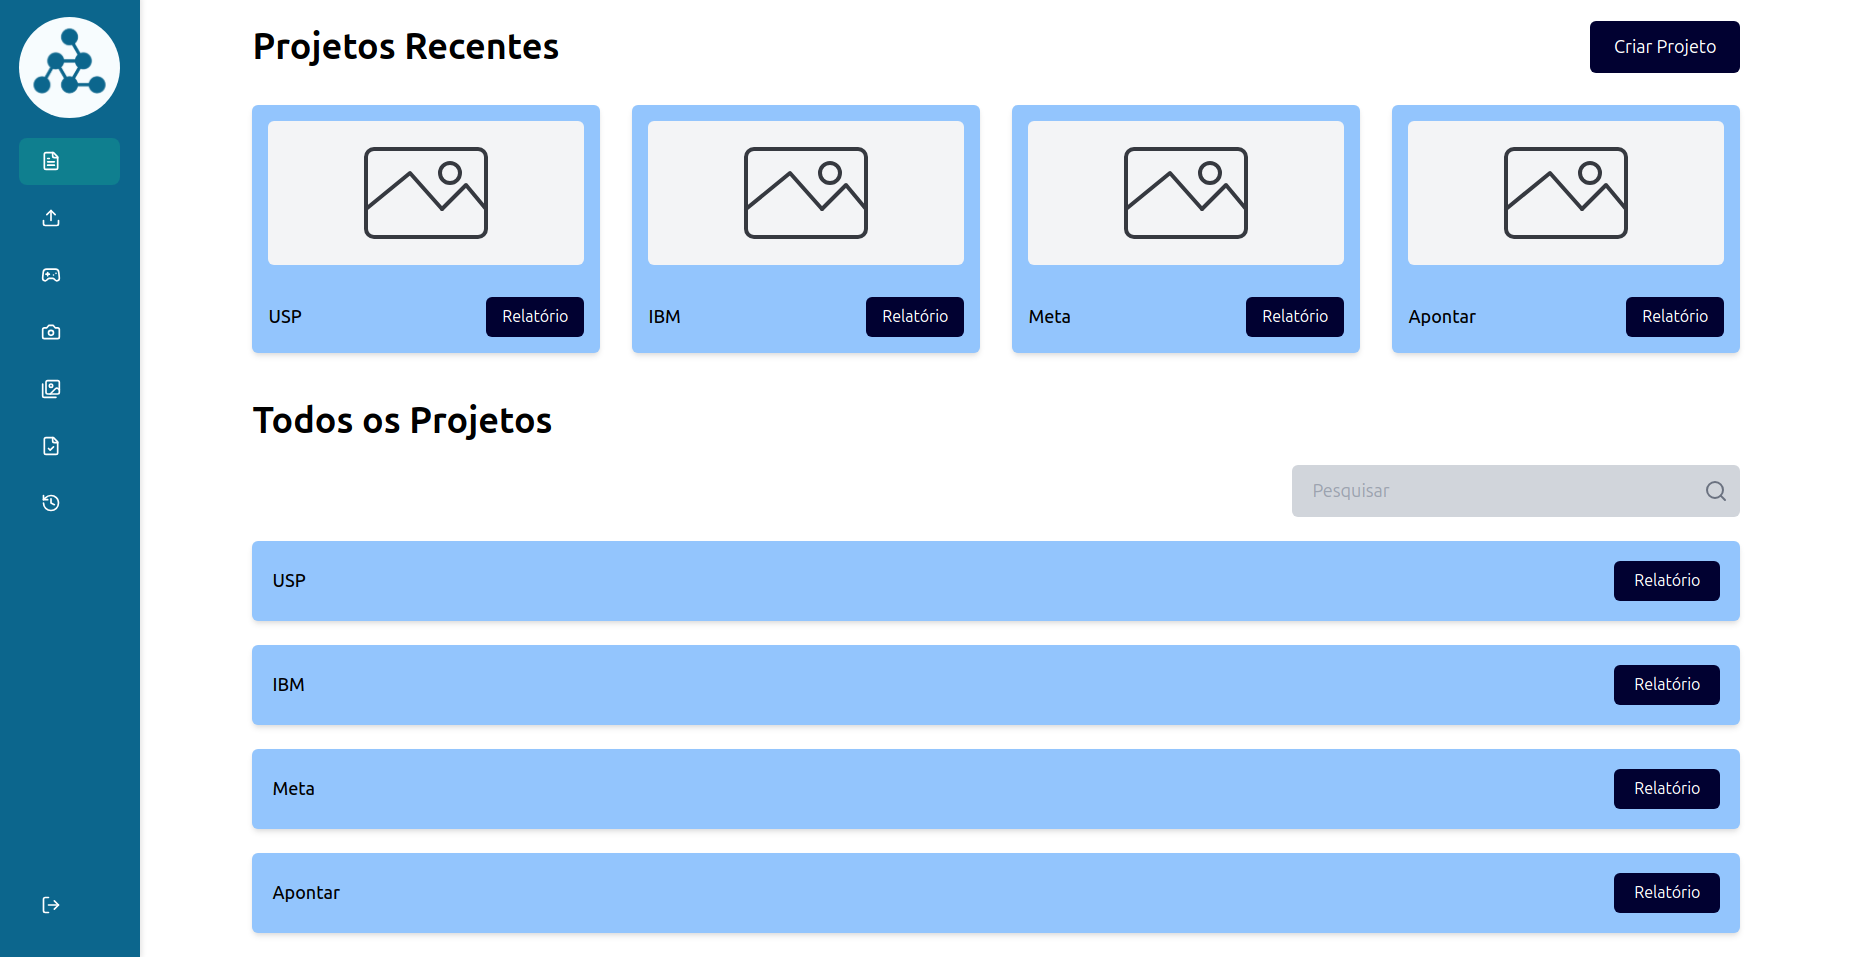 Projetos Recentes
Criar Projeto
USP
Relatório
IBM
Relatório
Meta
Relatório
Apontar
Relatório
Todos os Projetos
Pesquisar
USP
Relatório
IBM
Relatório
Meta
Relatório
Apontar
Relatório